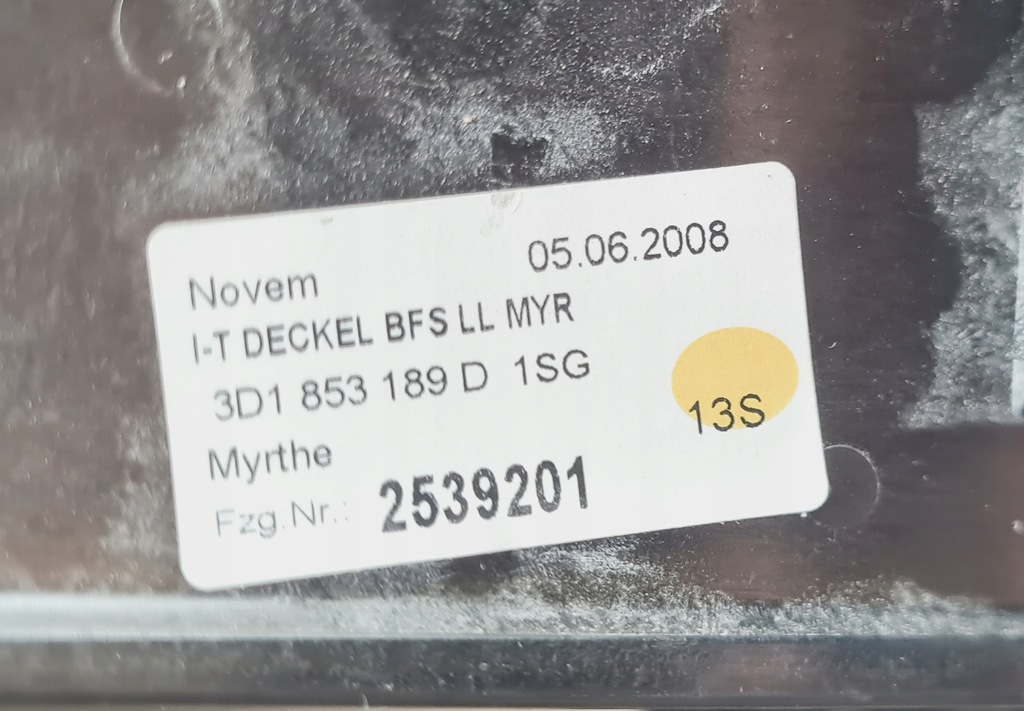 05.06.2008
Novem
I-T DECKEL BFS LL MYR
3D1 853 189 D 1SG
13S
Myrthe
Fzg.Nr.: 2539201